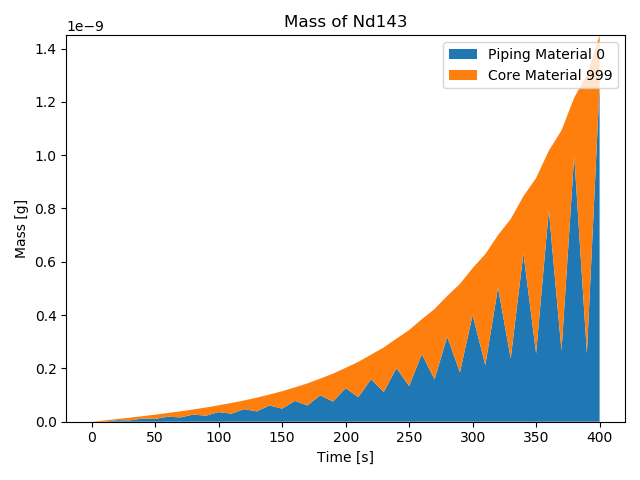 Mass of Nd143
1e−9
Piping Material 0
Core Material 999
1.4
1.2
1.0
0.8
0.6
0.4
0.2
0.0
Mass [g]
0 50 100 150 200 250 300 350 400
Time [s]